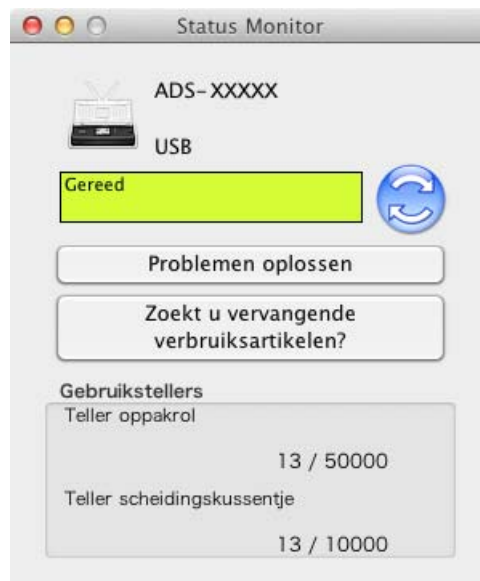 Status Monitor
ADS-XXXXX
USB
Gereed
Problemen oplossen
Zoekt u vervangende
verbruiksartikelen?
Gebruikstellers
Teller oppakrol
13 / 50000
Teller scheidingskussentje
13 / 10000